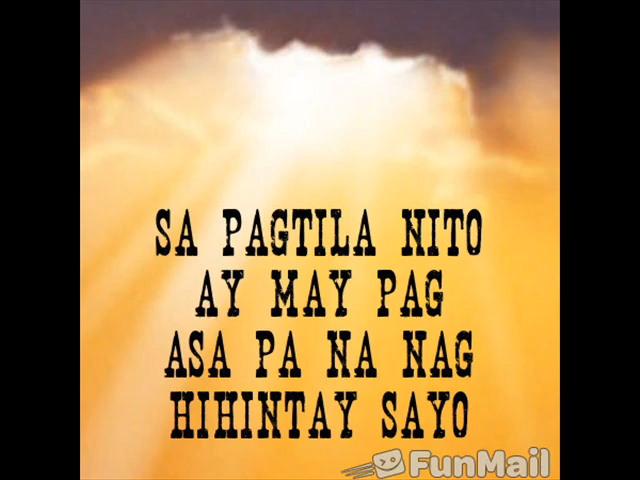 SA PAGTILA NITO
AY MAY PAG
ASA PA NA NAG
HIHINTAY SAYO
FunMail